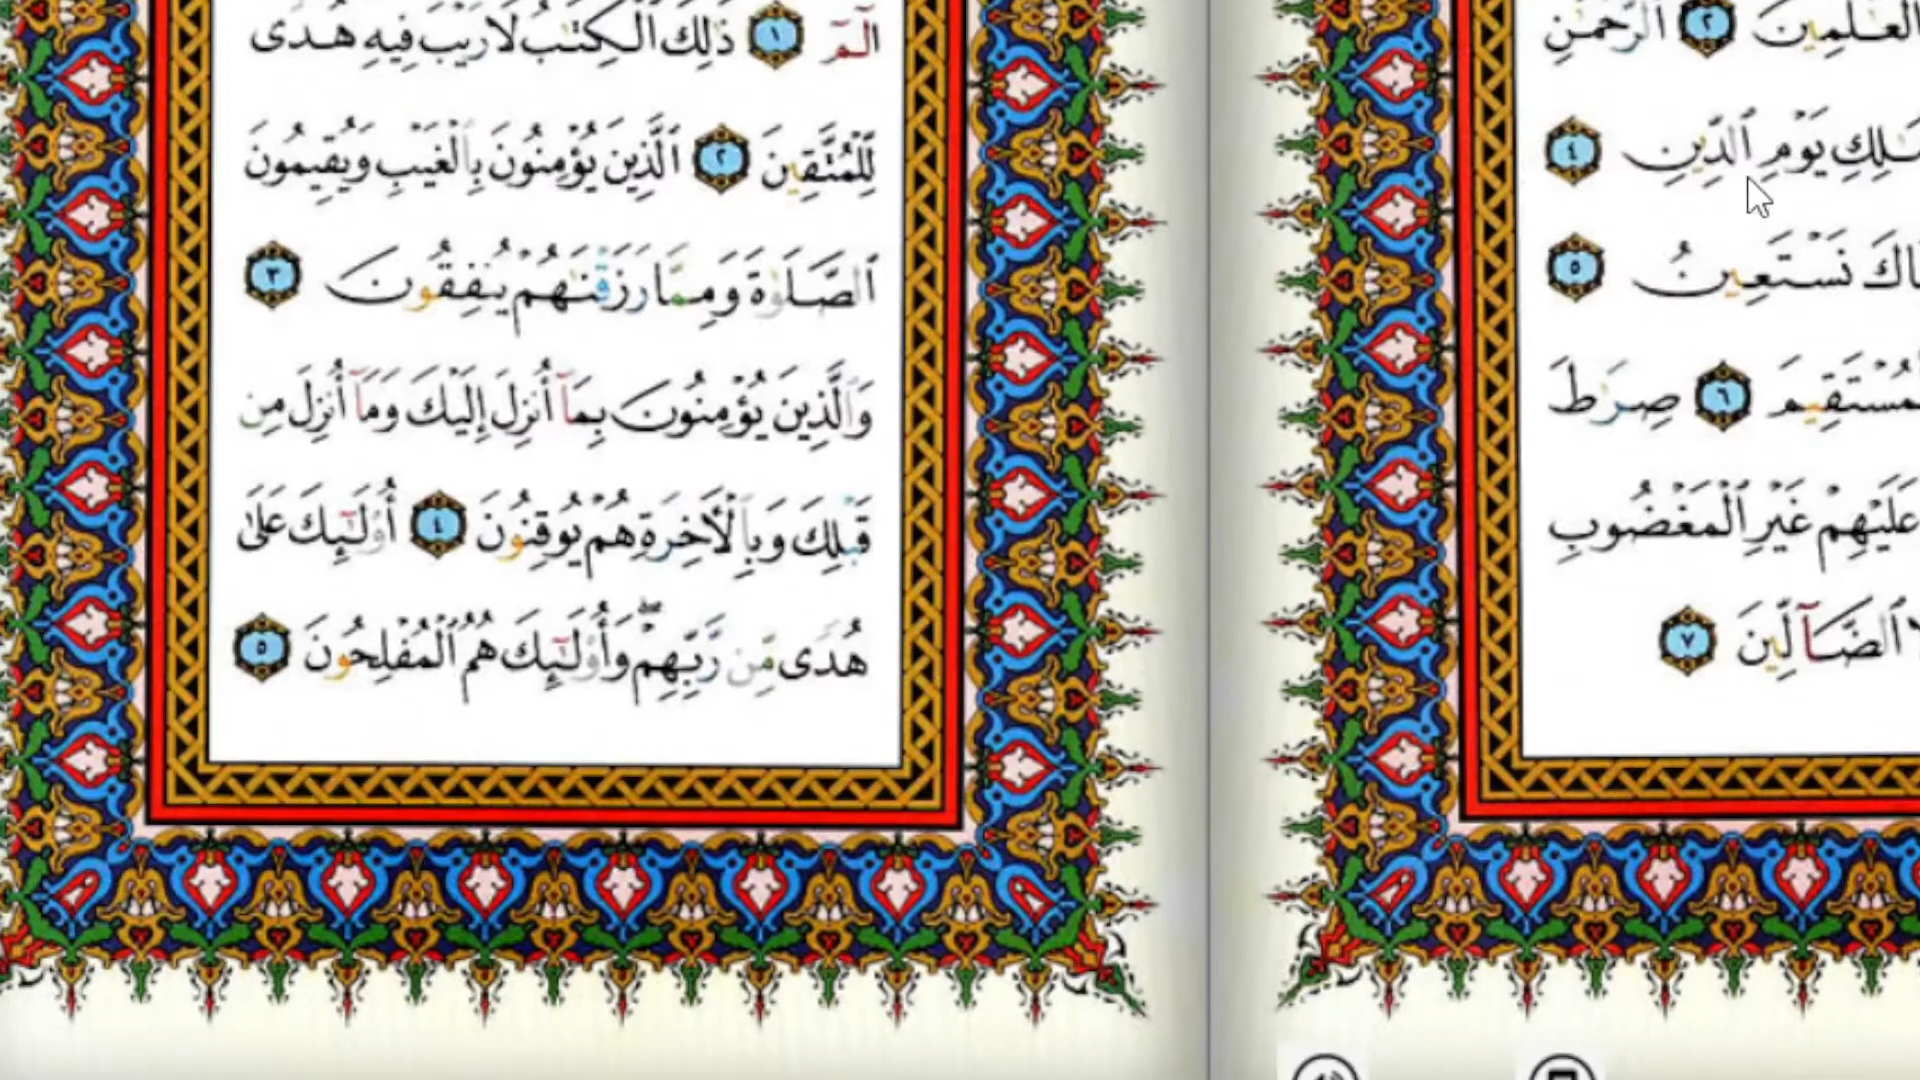 ٱلْعَٰلَمِينَ ٢ ٱلرَّحْمَٰنِ
مَٰلِكِ يَوْمِ ٱلدِّينِ ٤
نَسْتَعِينُ ٥
ٱلْمُسْتَقِيمَ ٦ صِرَٰطَ
عَلَيْهِمْ غَيْرِ ٱلْمَغْضُوبِ
ٱلضَّآلِّينَ ٧
الٓمٓ ١ ذَٰلِكَ ٱلْكِتَٰبُ لَا رَيْبَ فِيهِ هُدًى
لِّلْمُتَّقِينَ ٢ ٱلَّذِينَ يُؤْمِنُونَ بِٱلْغَيْبِ وَيُقِيمُونَ
ٱلصَّلَوٰةَ وَمِمَّا رَزَقْنَٰهُمْ يُنفِقُونَ ٣
وَٱلَّذِينَ يُؤْمِنُونَ بِمَآ أُنزِلَ إِلَيْكَ وَمَآ أُنزِلَ مِن
قَبْلِكَ وَبِٱلْأَخِرَةِ هُمْ يُوقِنُونَ ٤ أُو۟لَٰٓئِكَ عَلَىٰ
هُدًى مِّن رَّبِّهِمْ ۖ وَأُو۟لَٰٓئِكَ هُمُ ٱلْمُفْلِحُونَ ٥